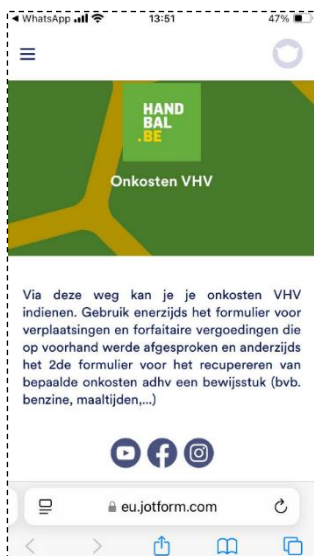 WhatsApp 13:51 47%
HAND
BAL
.BE
Onkosten VHV
Via deze weg kan je je onkosten VHV
indienen. Gebruik enerzijds het formulier voor
verplaatsingen en forfaitaire vergoedingen die
op voorhand werde afgesproken en anderzijds
het 2de formulier voor het recupereren van
bepaalde onkosten adhv een bewijsstuk (bvb.
benzine, maaltijden,...)
eu.jotform.com